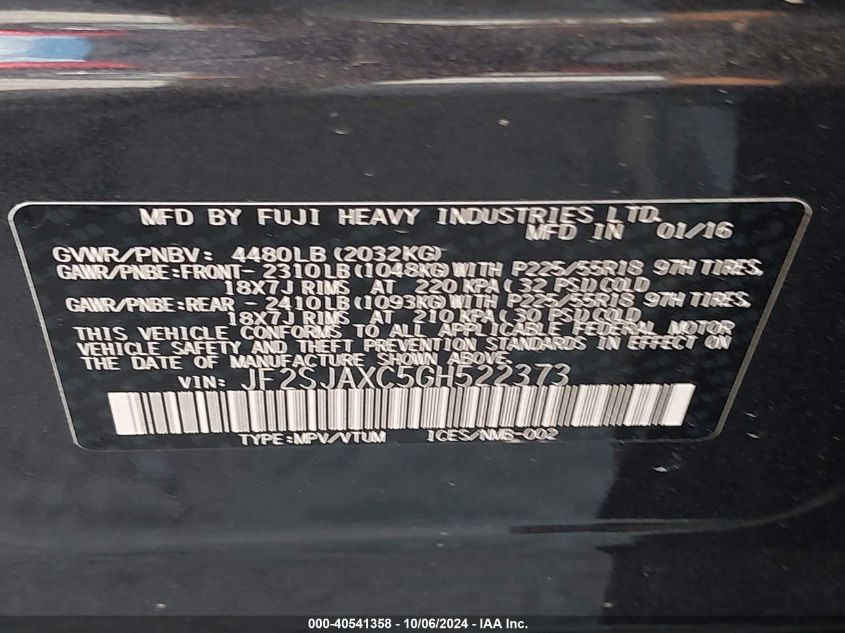 MFD BY FUJI HEAVY INDUSTRIES LTD.
MFD IN 01/16
GVWR/PNBV: 4480LB (2032KG)
GAWR/PNBE:FRONT- 2310LB (1048KG) WITH P225/55R18 97H TIRES,
18X7J RIMS AT 220 KPA ( 32 PSI) COLD
GAWR/PNBE:REAR - 2410LB (1093KG) WITH P225/55R18 97H TIRES,
18X7J RIMS AT 210 KPA ( 30 PSI) COLD
THIS VEHICLE CONFORMS TO ALL APPLICABLE FEDERAL MOTOR
VEHICLE SAFETY AND THEFT PREVENTION STANDARDS IN EFFECT ON
THE DATE OF MANUFACTURE SHOWN ABOVE.
VIN: JF2SJAXC5GH522373
TYPE:MPV/VTUM ICES/NMB-002
000-40541358 - 10/06/2024 - IAA Inc.